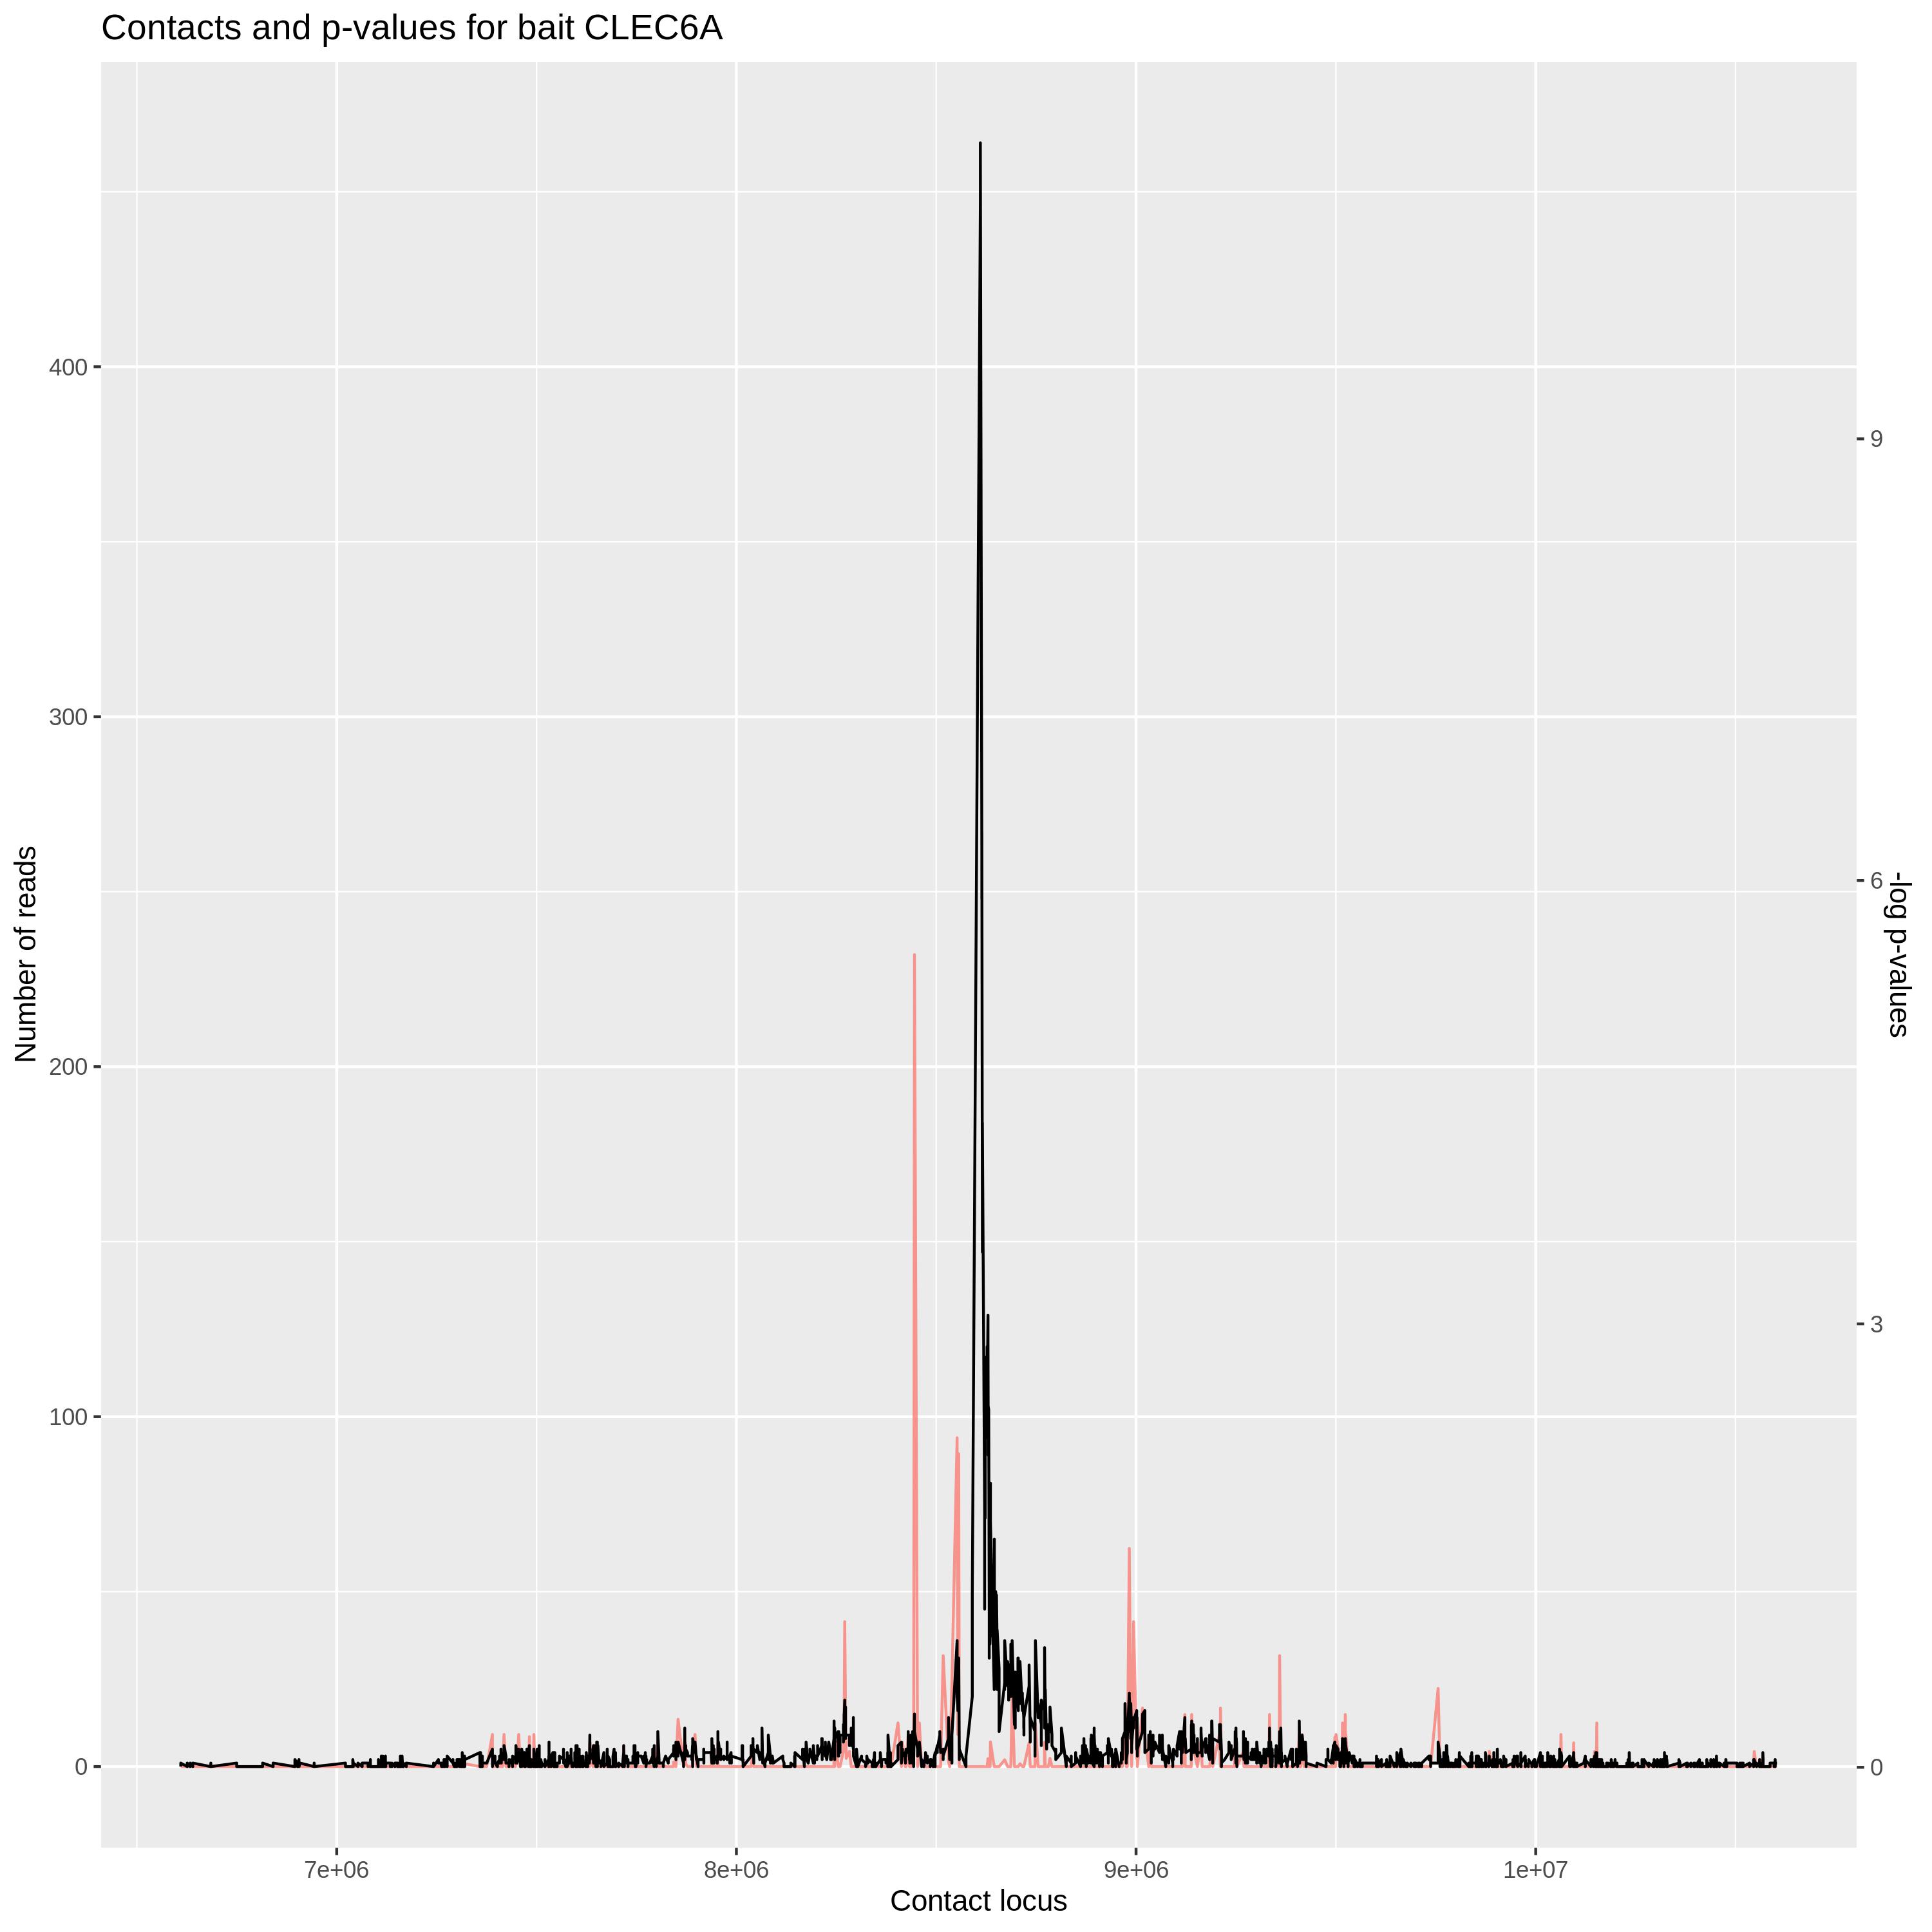 Contacts and p-values for bait CLEC6A
Number of reads
400
300
200
100
0
9
6
3
0
-log p-values
7e+06
8e+06
9e+06
1e+07
Contact locus